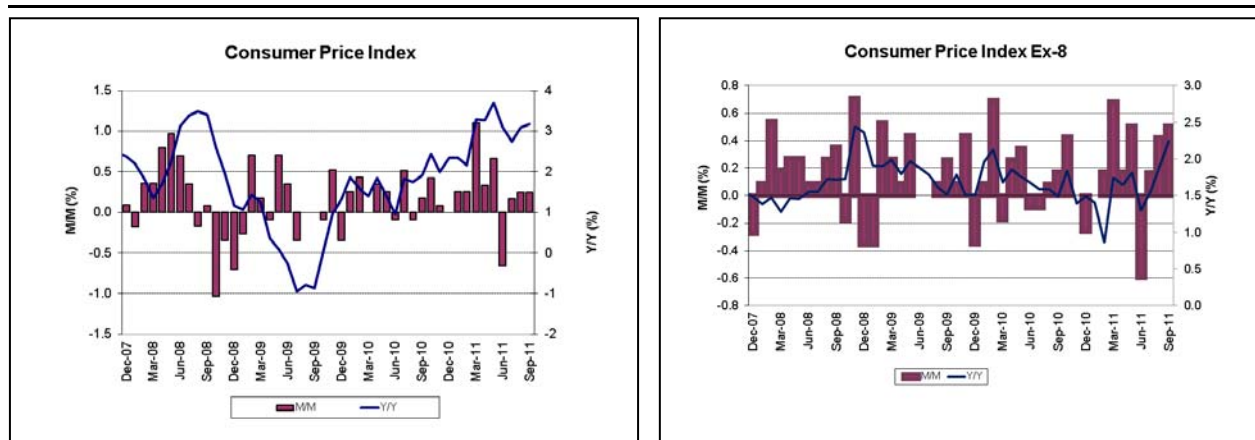 Consumer Price Index
1.5
1.0
0.5
0.0
-0.5
-1.0
-1.5
M/M (%)
4
3
2
1
0
-1
-2
Y/Y (%)
Dec-07
Mar-08
Jun-08
Sep-08
Dec-08
Mar-09
Jun-09
Sep-09
Dec-09
Mar-10
Jun-10
Sep-10
Dec-10
Mar-11
Jun-11
Sep-11
M/M Y/Y
Consumer Price Index Ex-8
0.8
0.6
0.4
0.2
0.0
-0.2
-0.4
-0.6
-0.8
M/M (%)
3.0
2.5
2.0
1.5
1.0
0.5
0.0
Y/Y (%)
Dec-07
Mar-08
Jun-08
Sep-08
Dec-08
Mar-09
Jun-09
Sep-09
Dec-09
Mar-10
Jun-10
Sep-10
Dec-10
Mar-11
Jun-11
Sep-11
M/M Y/Y